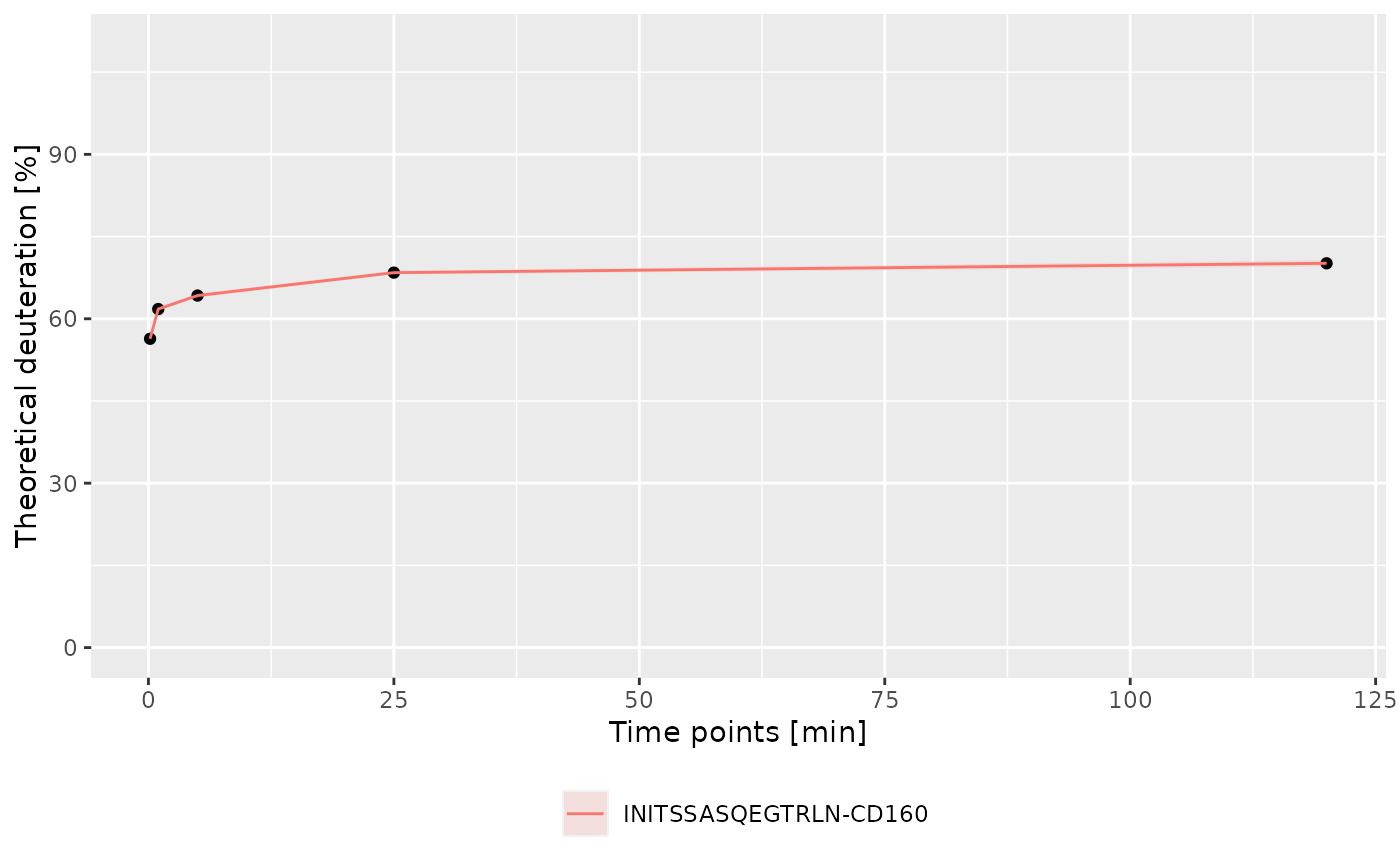 Theoretical deuteration [%]
90
60
30
0
0 25 50 75 100 125
Time points [min]
INITSSASQEGTRLN-CD160